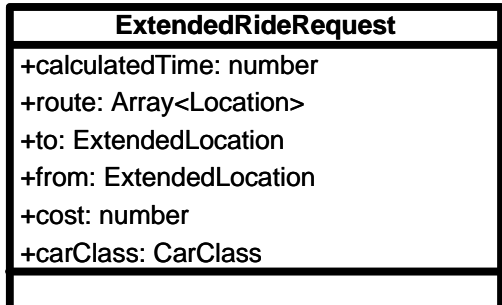 ExtendedRideRequest
+calculatedTime: number
+route: Array<Location>
+to: ExtendedLocation
+from: ExtendedLocation
+cost: number
+carClass: CarClass